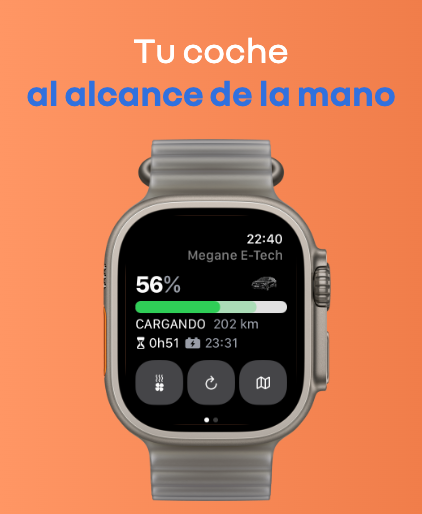 Tu coche
al alcance de la mano
22:40
Megane E-Tech
56%
CARGANDO 202 km
0h51 23:31